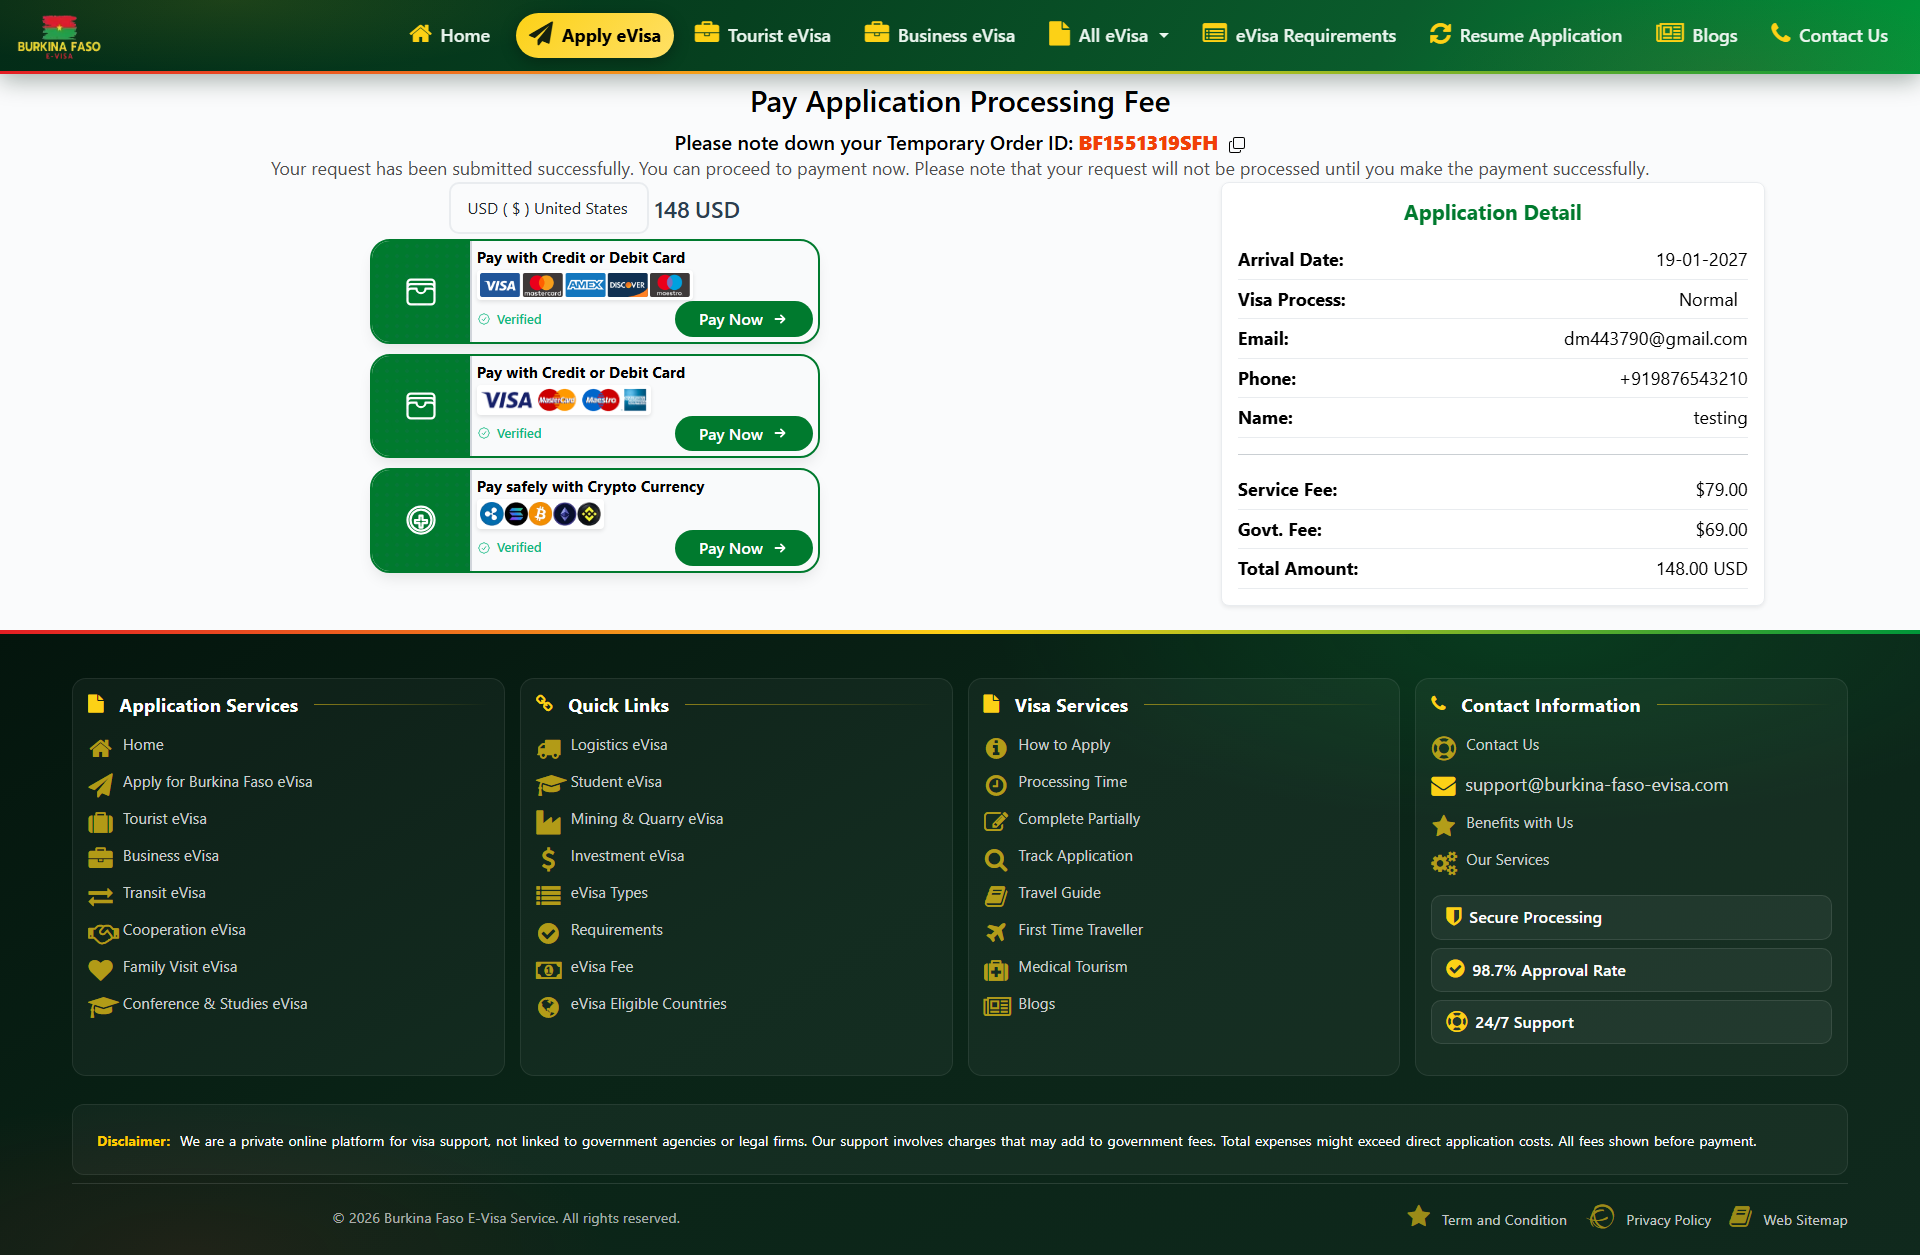 BURKINA FASO
E-VISA
Home
Apply eVisa
Tourist eVisa
Business eVisa
All eVisa
eVisa Requirements
Resume Application
Blogs
Contact Us
Pay Application Processing Fee
Please note down your Temporary Order ID: BF1551319SFH
Your request has been submitted successfully. You can proceed to payment now. Please note that your request will not be processed until you make the payment successfully.
USD ( $ ) United States
148 USD
Pay with Credit or Debit Card
VISA
mastercard
AMEX
DISCOVER
maestro
Verified
Pay Now
Pay with Credit or Debit Card
VISA
MasterCard
Maestro
Verified
Pay Now
Pay safely with Crypto Currency
Verified
Pay Now
Application Detail
Arrival Date: 19-01-2027
Visa Process: Normal
Email: dm443790@gmail.com
Phone: +919876543210
Name: testing
Service Fee: $79.00
Govt. Fee: $69.00
Total Amount: 148.00 USD
Application Services
Home
Apply for Burkina Faso eVisa
Tourist eVisa
Business eVisa
Transit eVisa
Cooperation eVisa
Family Visit eVisa
Conference & Studies eVisa
Quick Links
Logistics eVisa
Student eVisa
Mining & Quarry eVisa
Investment eVisa
eVisa Types
Requirements
eVisa Fee
eVisa Eligible Countries
Visa Services
How to Apply
Processing Time
Complete Partially
Track Application
Travel Guide
First Time Traveller
Medical Tourism
Blogs
Contact Information
Contact Us
support@burkina-faso-evisa.com
Benefits with Us
Our Services
Secure Processing
98.7% Approval Rate
24/7 Support
Disclaimer: We are a private online platform for visa support, not linked to government agencies or legal firms. Our support involves charges that may add to government fees. Total expenses might exceed direct application costs. All fees shown before payment.
© 2026 Burkina Faso E-Visa Service. All rights reserved.
Term and Condition
Privacy Policy
Web Sitemap